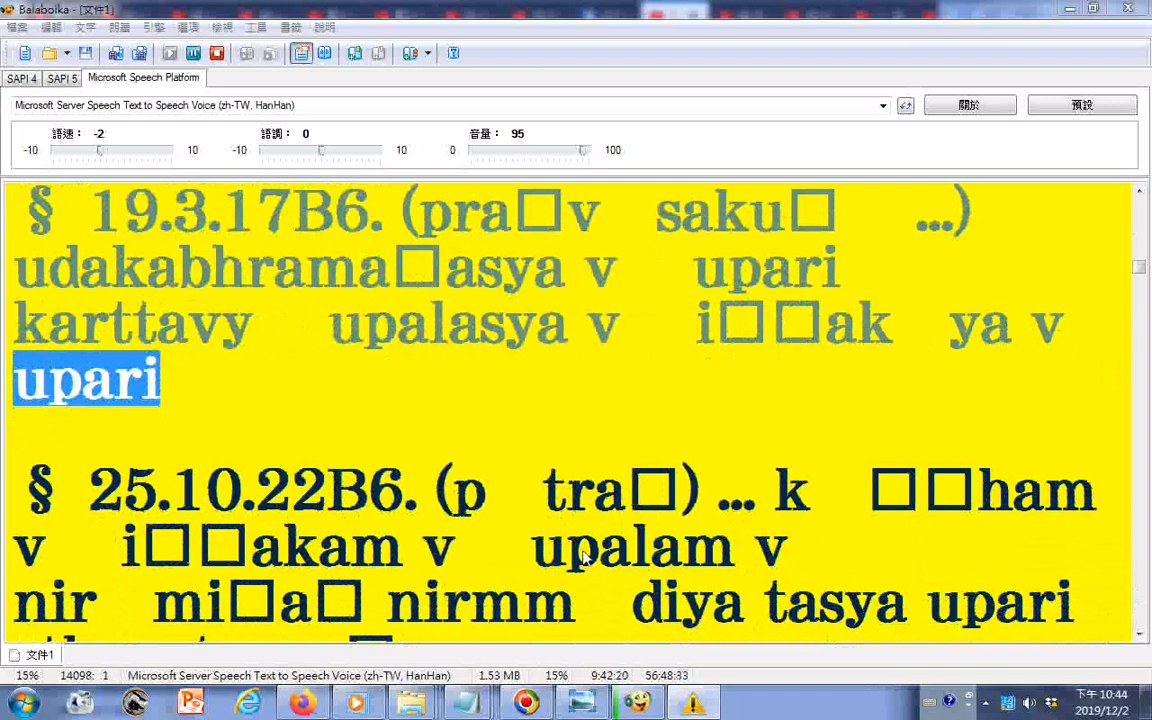 Balabolka - [文件1]
檔案 編輯 文字 朗讀 引擎 選項 檢視 工具 書籤 說明
SAPI 4 SAPI 5 Microsoft Speech Platform
Microsoft Server Speech Text to Speech Voice (zh-TW, HanHan) 關於 預設
語速： -2 語調： 0 音量： 95
-10 10 -10 10 0 100
§ 19.3.17B6. (pra□v saku□ ...)
udakabhrama□asya v upari
karttavy upalasya v i□□ak ya v
upari
§ 25.10.22B6. (p tra□) ... k □□ham
v i□□akam v upalam v
nir mi□a□ nirmm diya tasya upari
文件1
15% 14098: 1 Microsoft Server Speech Text to Speech Voice (zh-TW, HanHan) 1.53 MB 15% 9:42:20 56:48:33
下午 10:44
2019/12/2